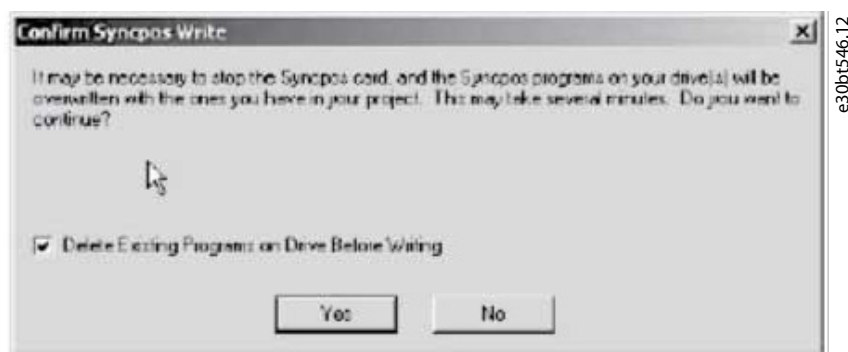 Confirm Syncpos Write
It may be necessary to stop the Syncpos card, and the Syncpos programs on your drive(s) will be
overwritten with the ones you have in your project. This may take several minutes. Do you want to
continue?
Delete Existing Programs on Drive Before Writing
Yes
No
e30bt546.12